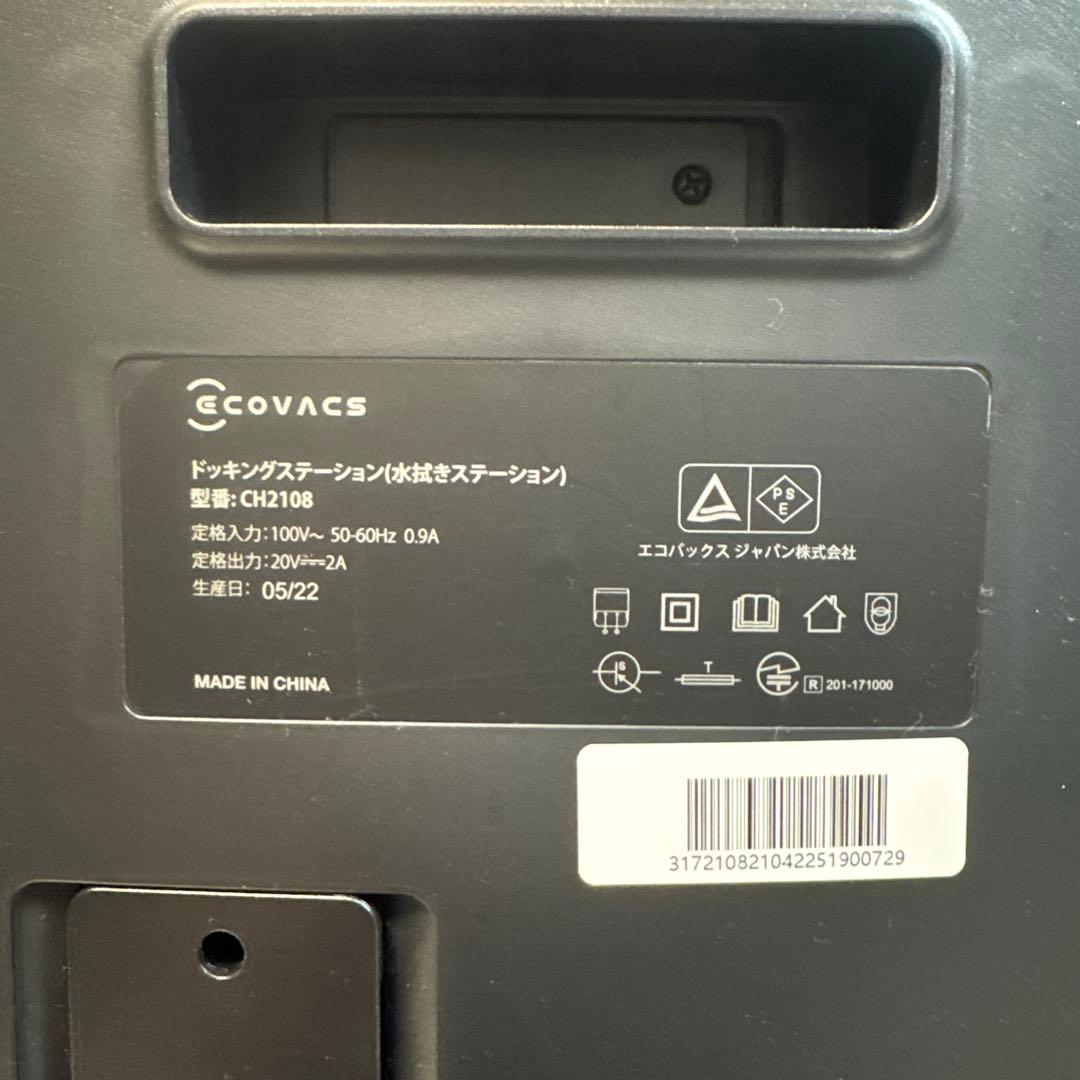 ECOVACS
ドッキングステーション(水拭きステーション)
型番: CH2108
定格入力: 100V～ 50-60Hz 0.9A
定格出力: 20V⎓2A
生産日: 05/22
MADE IN CHINA
PS
E
エコバックス ジャパン株式会社
S
T
R 201-171000
3172108210422519007​29